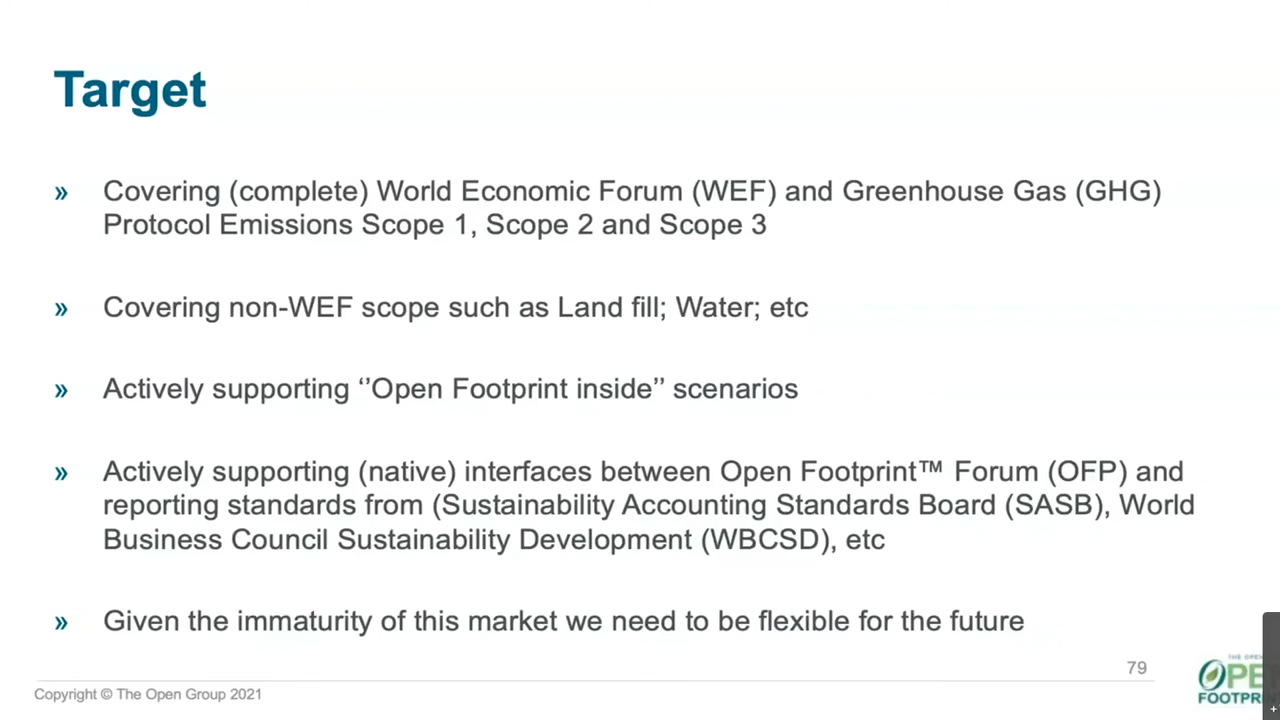 Target
» Covering (complete) World Economic Forum (WEF) and Greenhouse Gas (GHG)
Protocol Emissions Scope 1, Scope 2 and Scope 3
» Covering non-WEF scope such as Land fill; Water; etc
» Actively supporting ‘’Open Footprint inside’’ scenarios
» Actively supporting (native) interfaces between Open Footprint™ Forum (OFP) and
reporting standards from (Sustainability Accounting Standards Board (SASB), World
Business Council Sustainability Development (WBCSD), etc
» Given the immaturity of this market we need to be flexible for the future
79
Copyright © The Open Group 2021
THE OPE
OPE
FOOTPRI